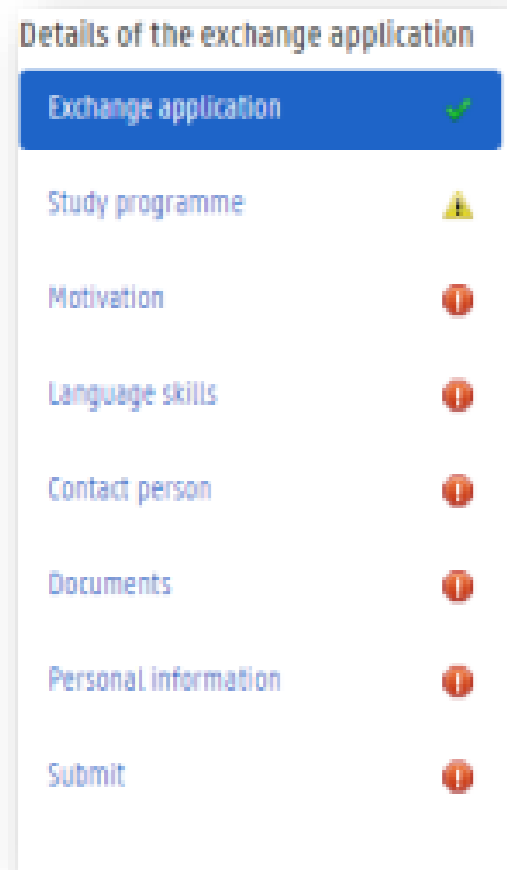 Details of the exchange application
Exchange application
Study programme
Motivation
Language skills
Contact person
Documents
Personal information
Submit